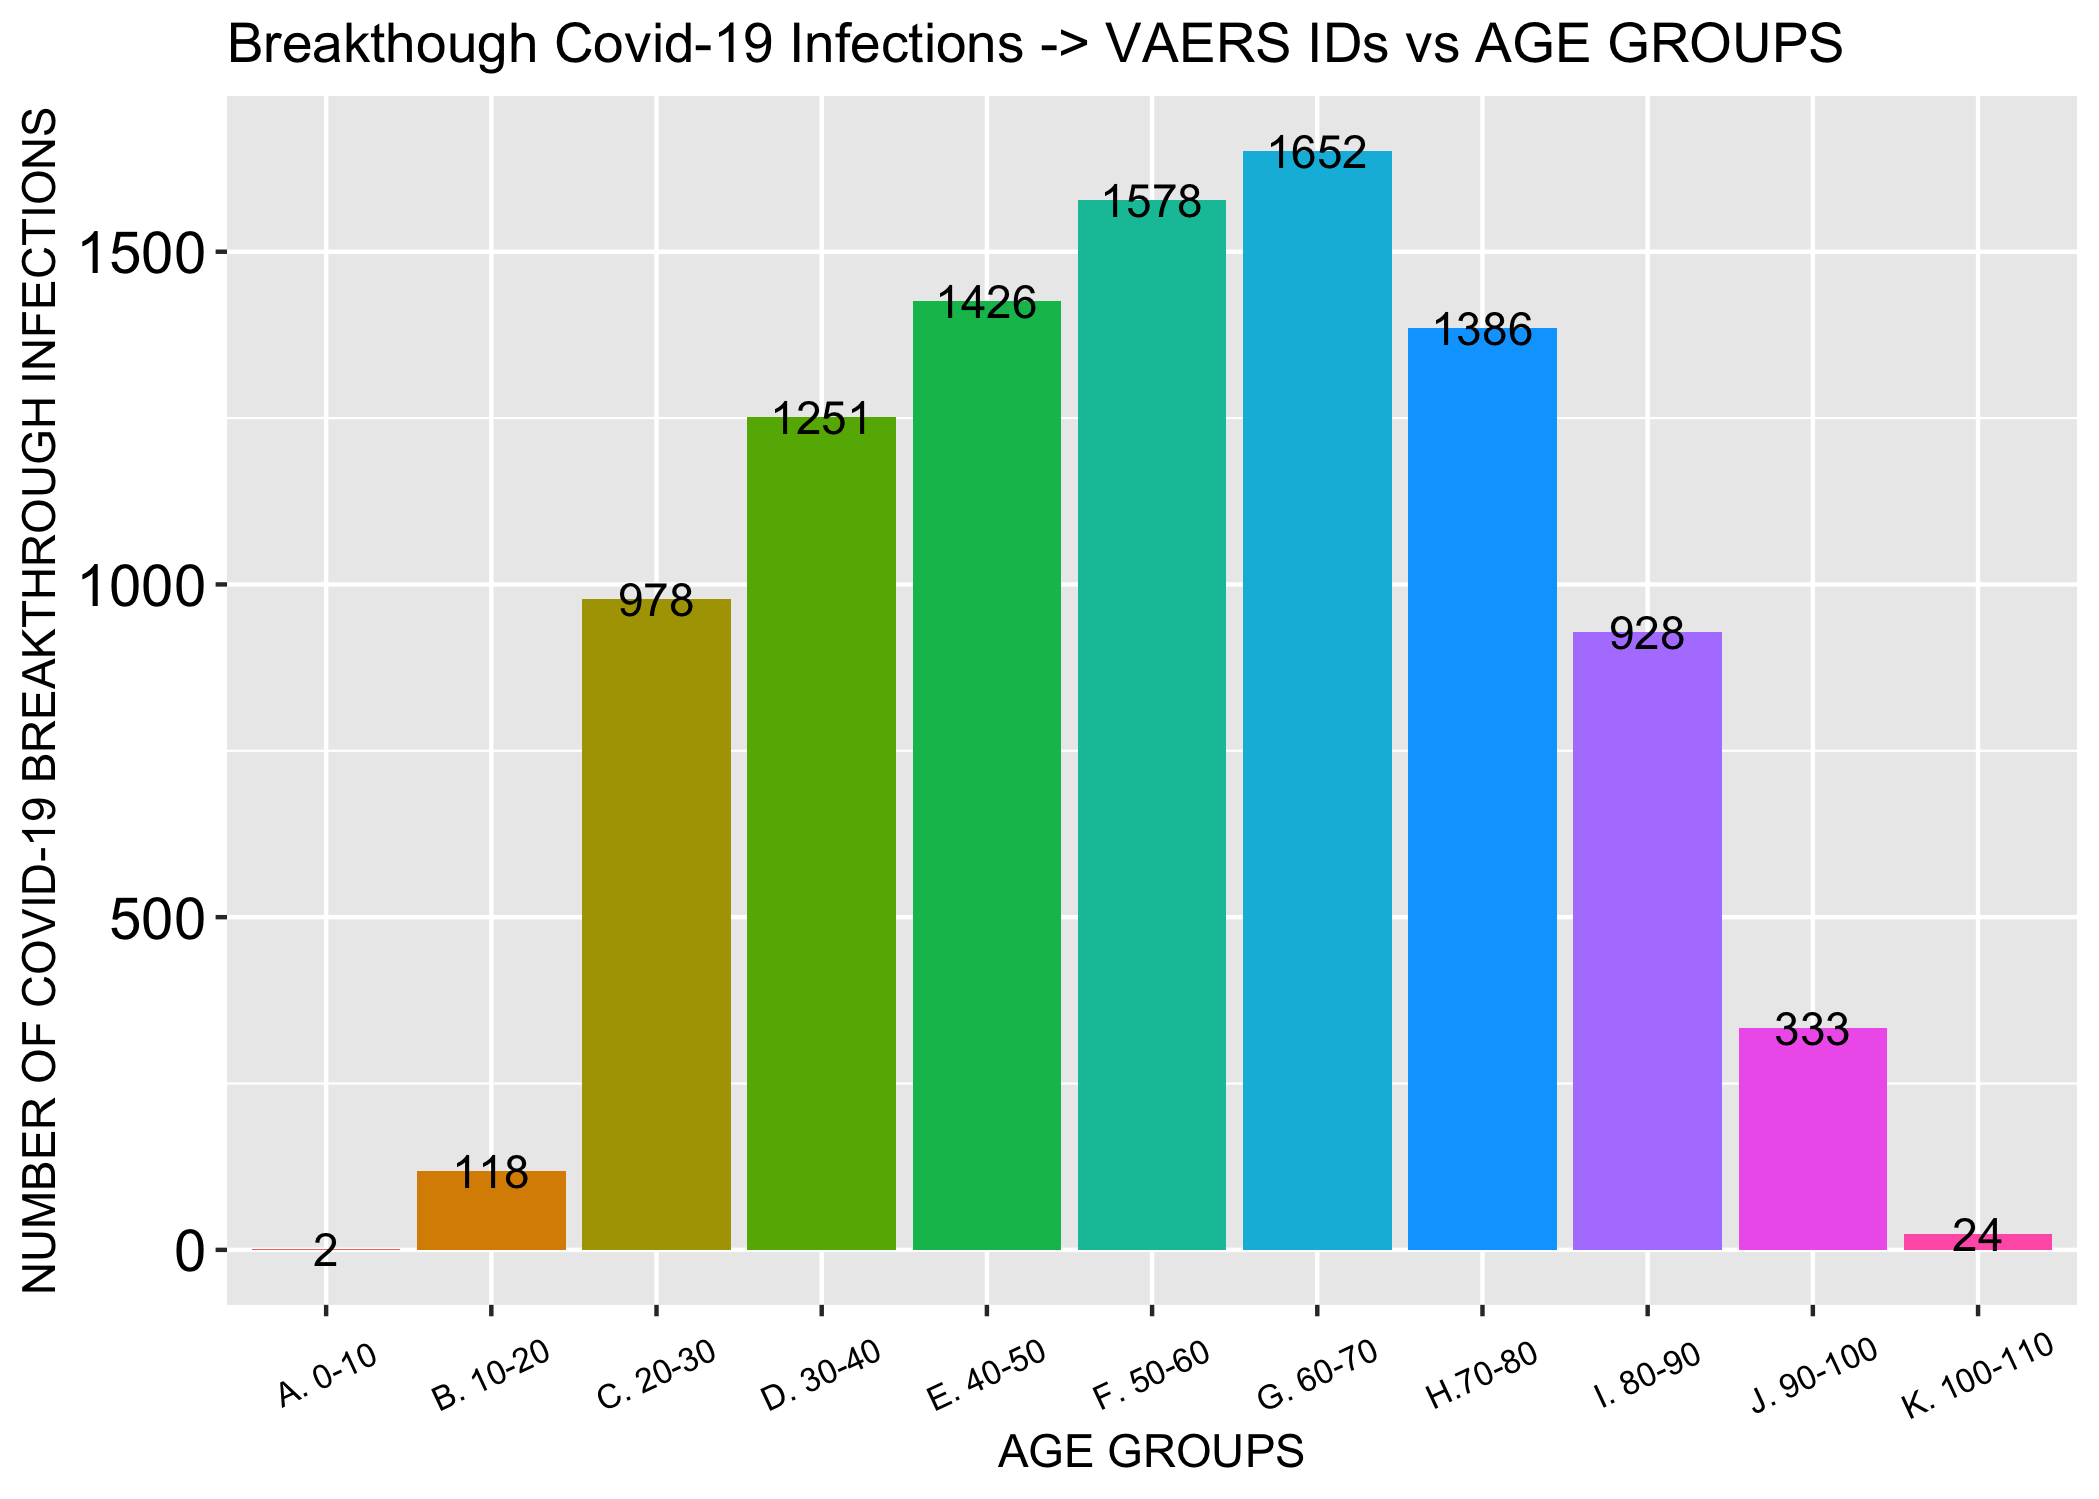 Breakthough Covid-19 Infections -> VAERS IDs vs AGE GROUPS
NUMBER OF COVID-19 BREAKTHROUGH INFECTIONS
1500
1000
500
0
2
118
978
1251
1426
1578
1652
1386
928
333
24
A. 0-10
B. 10-20
C. 20-30
D. 30-40
E. 40-50
F. 50-60
G. 60-70
H.70-80
I. 80-90
J. 90-100
K. 100-110
AGE GROUPS